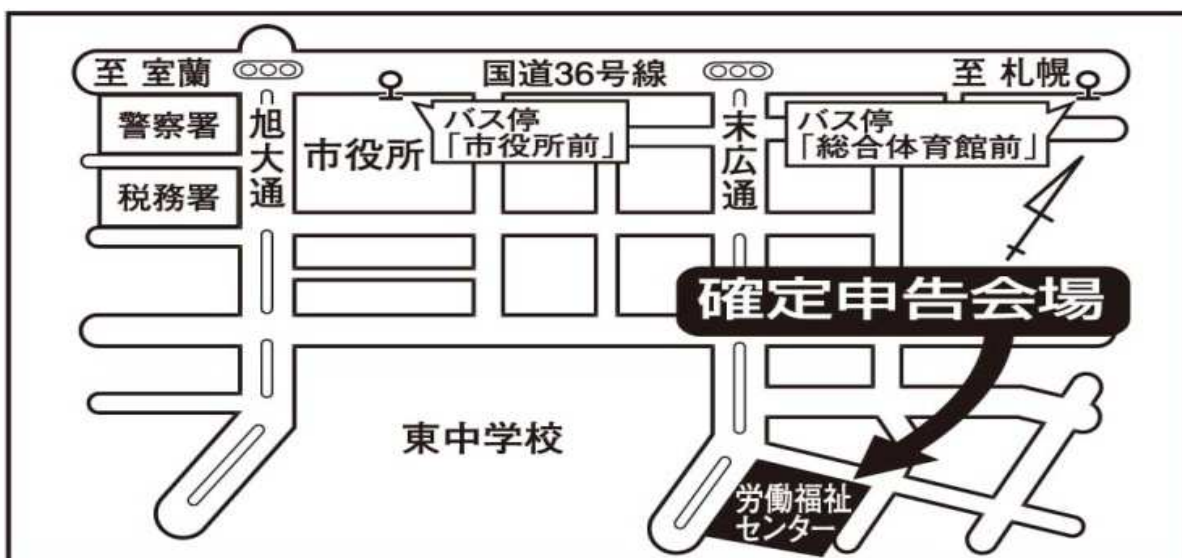 至 室蘭
国道36号線
至 札幌
警察署
税務署
旭大通
市役所
バス停
「市役所前」
末広通
バス停
「総合体育館前」
確定申告会場
東中学校
労働福祉
センター